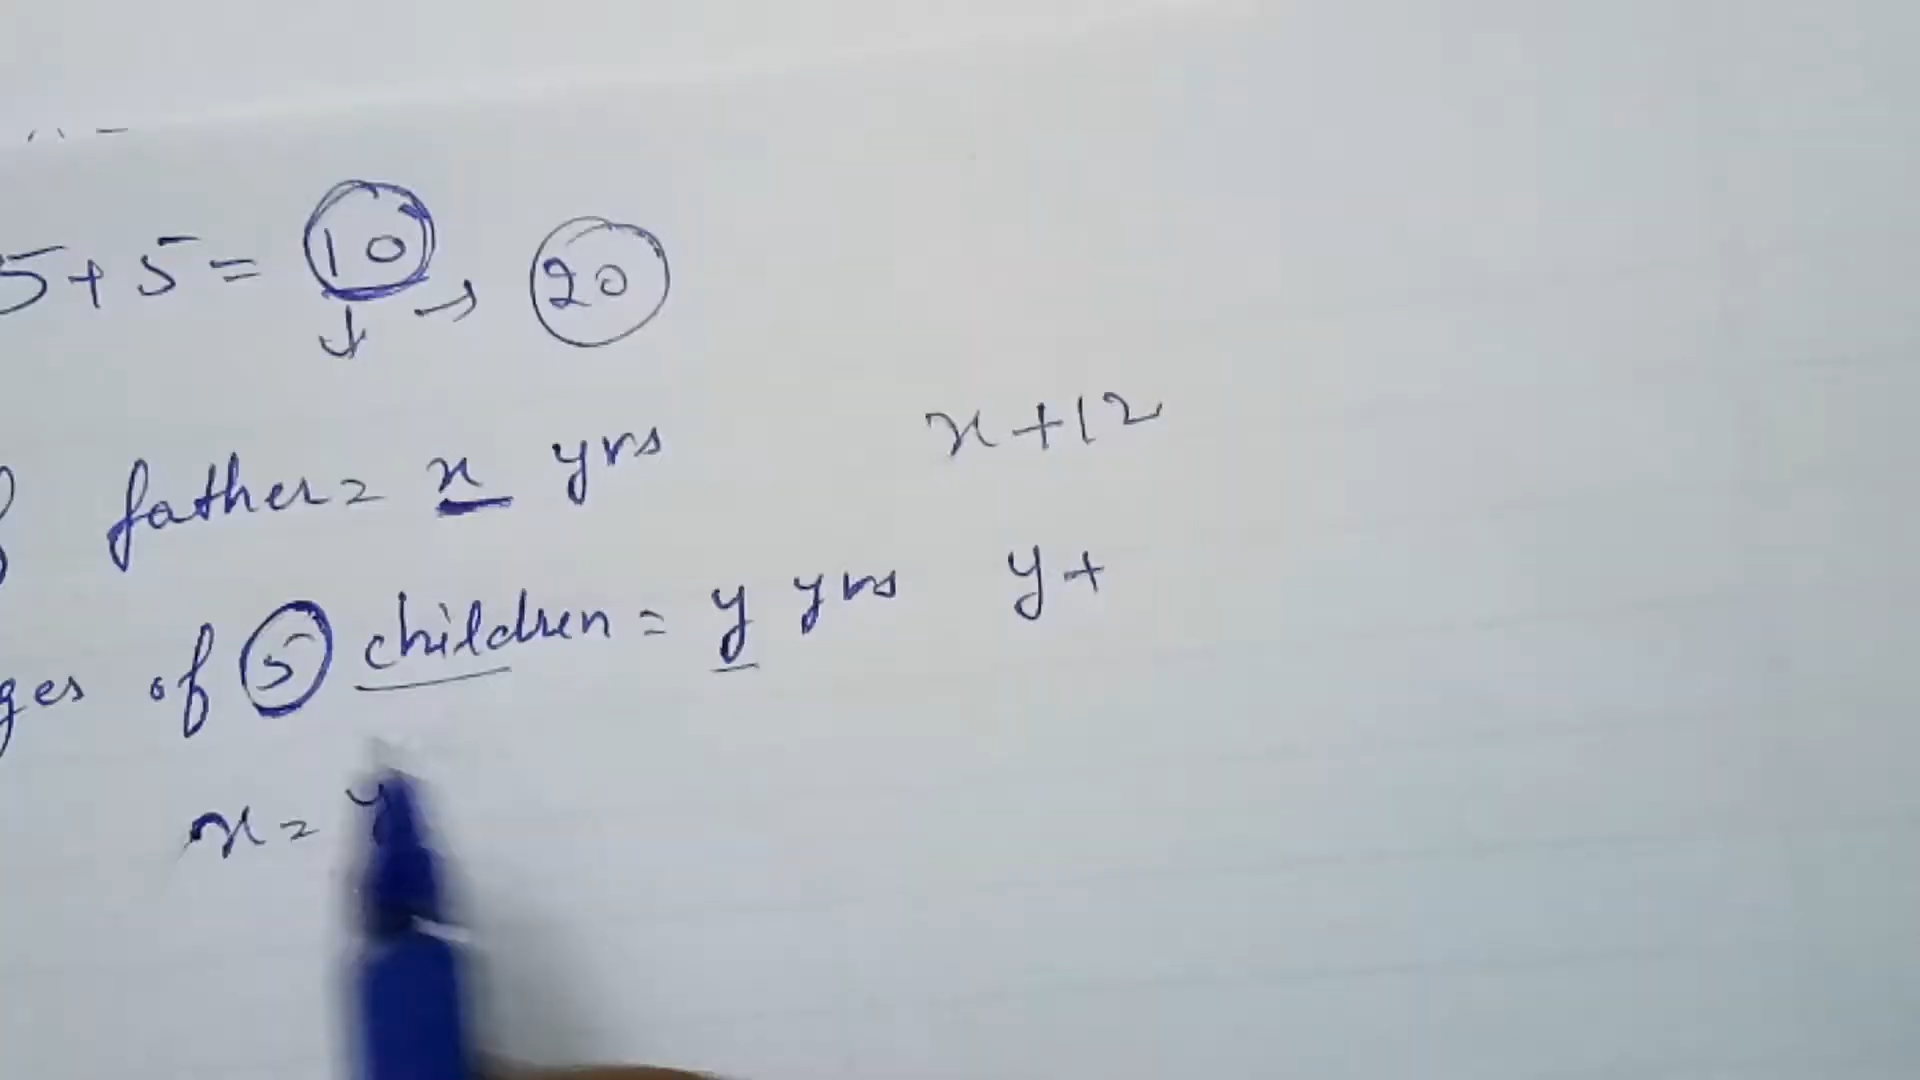 5+5= 10 → 20
↓
father = x yrs x+12
ges of 5 children = y yrs y+
x = y